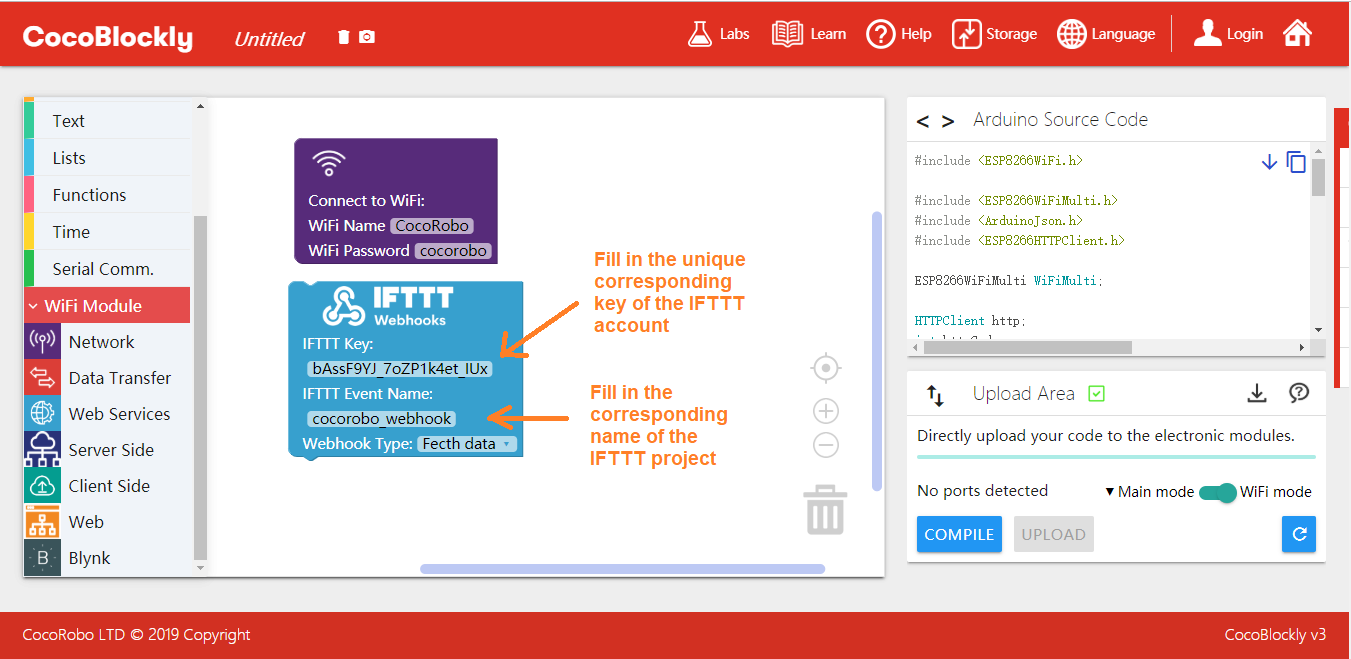 CocoBlockly
Untitled
Labs
Learn
Help
Storage
Language
Login
Text
Lists
Functions
Time
Serial Comm.
WiFi Module
Network
Data Transfer
Web Services
Server Side
Client Side
Web
B Blynk
Connect to WiFi:
WiFi Name CocoRobo
WiFi Password cocorobo
IFTTT
Webhooks
IFTTT Key:
bAssF9YJ_7oZP1k4et_IUx
IFTTT Event Name:
cocorobo_webhook
Webhook Type: Fecth data
Fill in the unique
corresponding
key of the IFTTT
account
Fill in the
corresponding
name of the
IFTTT project
< > Arduino Source Code
#include <ESP8266WiFi.h>
#include <ESP8266WiFiMulti.h>
#include <ArduinoJson.h>
#include <ESP8266HTTPClient.h>
ESP8266WiFiMulti WiFiMulti;
HTTPClient http;
Upload Area
Directly upload your code to the electronic modules.
No ports detected
Main mode
WiFi mode
COMPILE
UPLOAD
CocoRobo LTD © 2019 Copyright
CocoBlockly v3